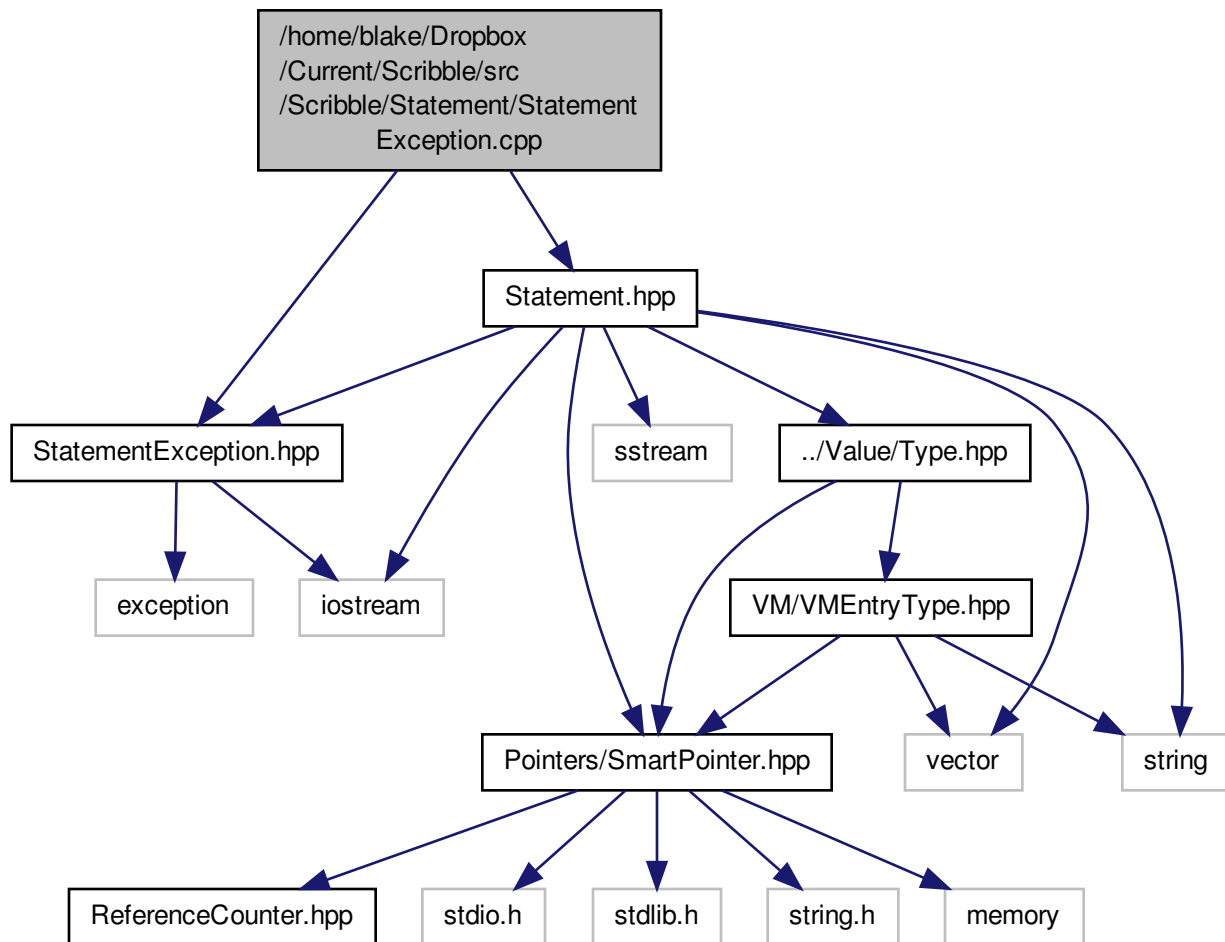 /home/blake/Dropbox
/Current/Scribble/src
/Scribble/Statement/Statement
Exception.cpp
Statement.hpp
StatementException.hpp
sstream
../Value/Type.hpp
exception
iostream
VM/VMEntryType.hpp
Pointers/SmartPointer.hpp
vector
string
ReferenceCounter.hpp
stdio.h
stdlib.h
string.h
memory